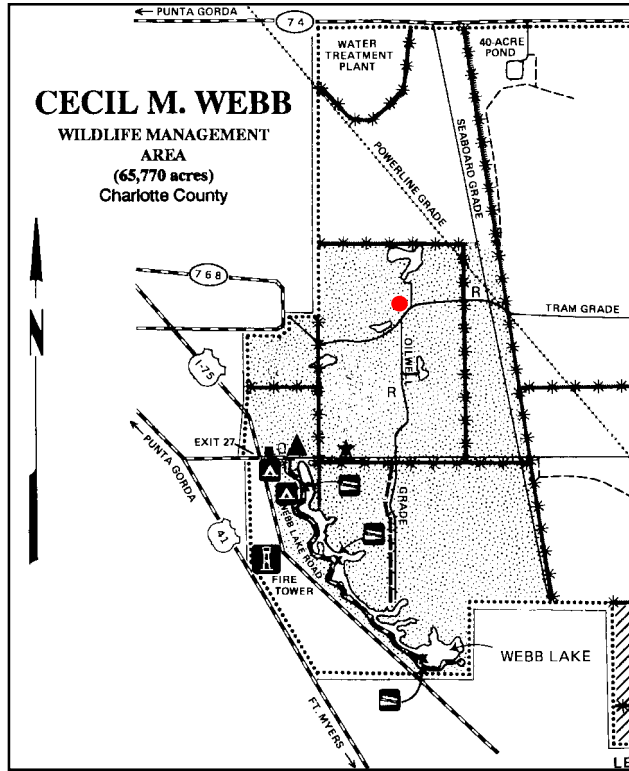 PUNTA GORDA
74
WATER
TREATMENT
PLANT
40-ACRE
POND
CECIL M. WEBB
WILDLIFE MANAGEMENT
AREA
(65,770 acres)
Charlotte County
POWERLINE GRADE
SEABOARD GRADE
768
R
TRAM GRADE
N
I-75
OILWELL
R
EXIT 27
PUNTA GORDA
GRADE
WEBB LAKE ROAD
41
FIRE
TOWER
WEBB LAKE
FT. MYERS
LE